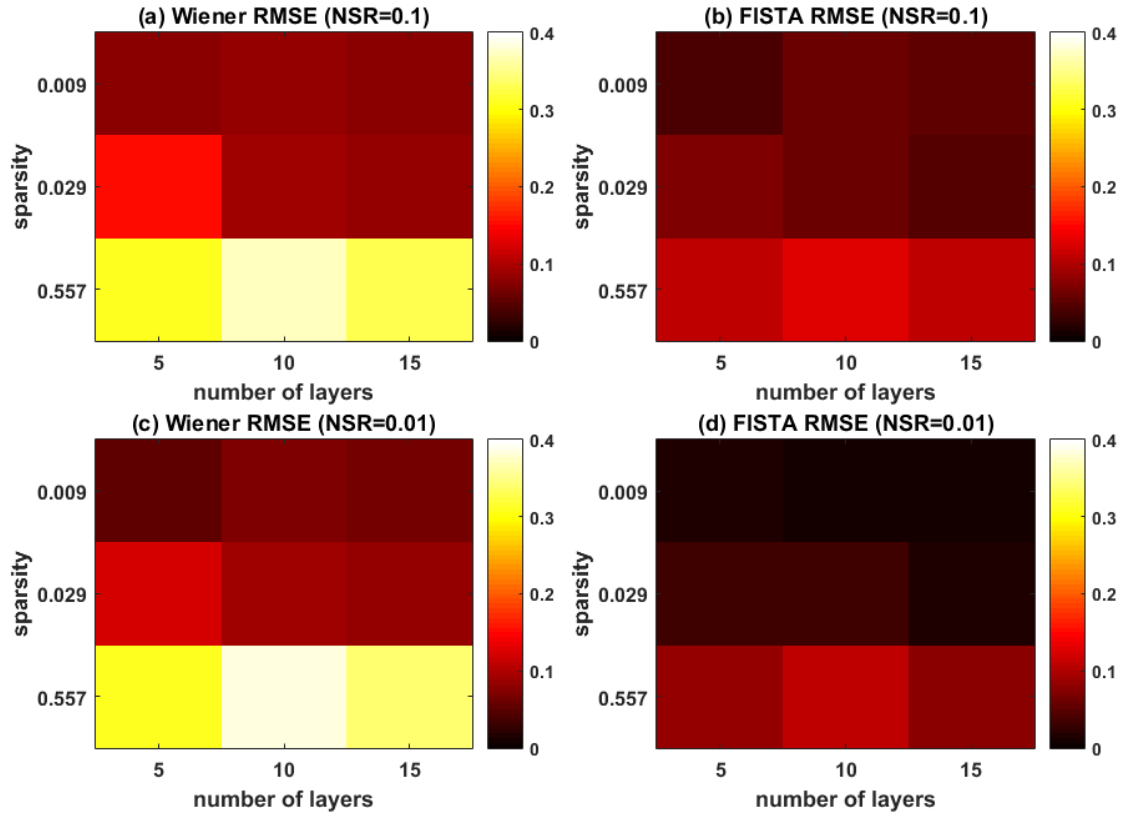 (a) Wiener RMSE (NSR=0.1)
0.009
0.029
0.557
sparsity
5 10 15
number of layers
0.4
0.3
0.2
0.1
0
(b) FISTA RMSE (NSR=0.1)
0.009
0.029
0.557
sparsity
5 10 15
number of layers
0.4
0.3
0.2
0.1
0
(c) Wiener RMSE (NSR=0.01)
0.009
0.029
0.557
sparsity
5 10 15
number of layers
0.4
0.3
0.2
0.1
0
(d) FISTA RMSE (NSR=0.01)
0.009
0.029
0.557
sparsity
5 10 15
number of layers
0.4
0.3
0.2
0.1
0